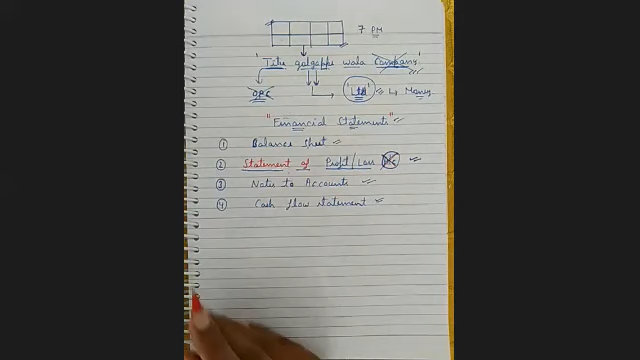 7 PM
"Tilu golgappe wala Company"
OPC "Ltd" ↳ Money
"Financial Statements"
① Balance Sheet
② Statement of Profit/Loss A/c
③ Notes to Accounts
④ Cash flow statement